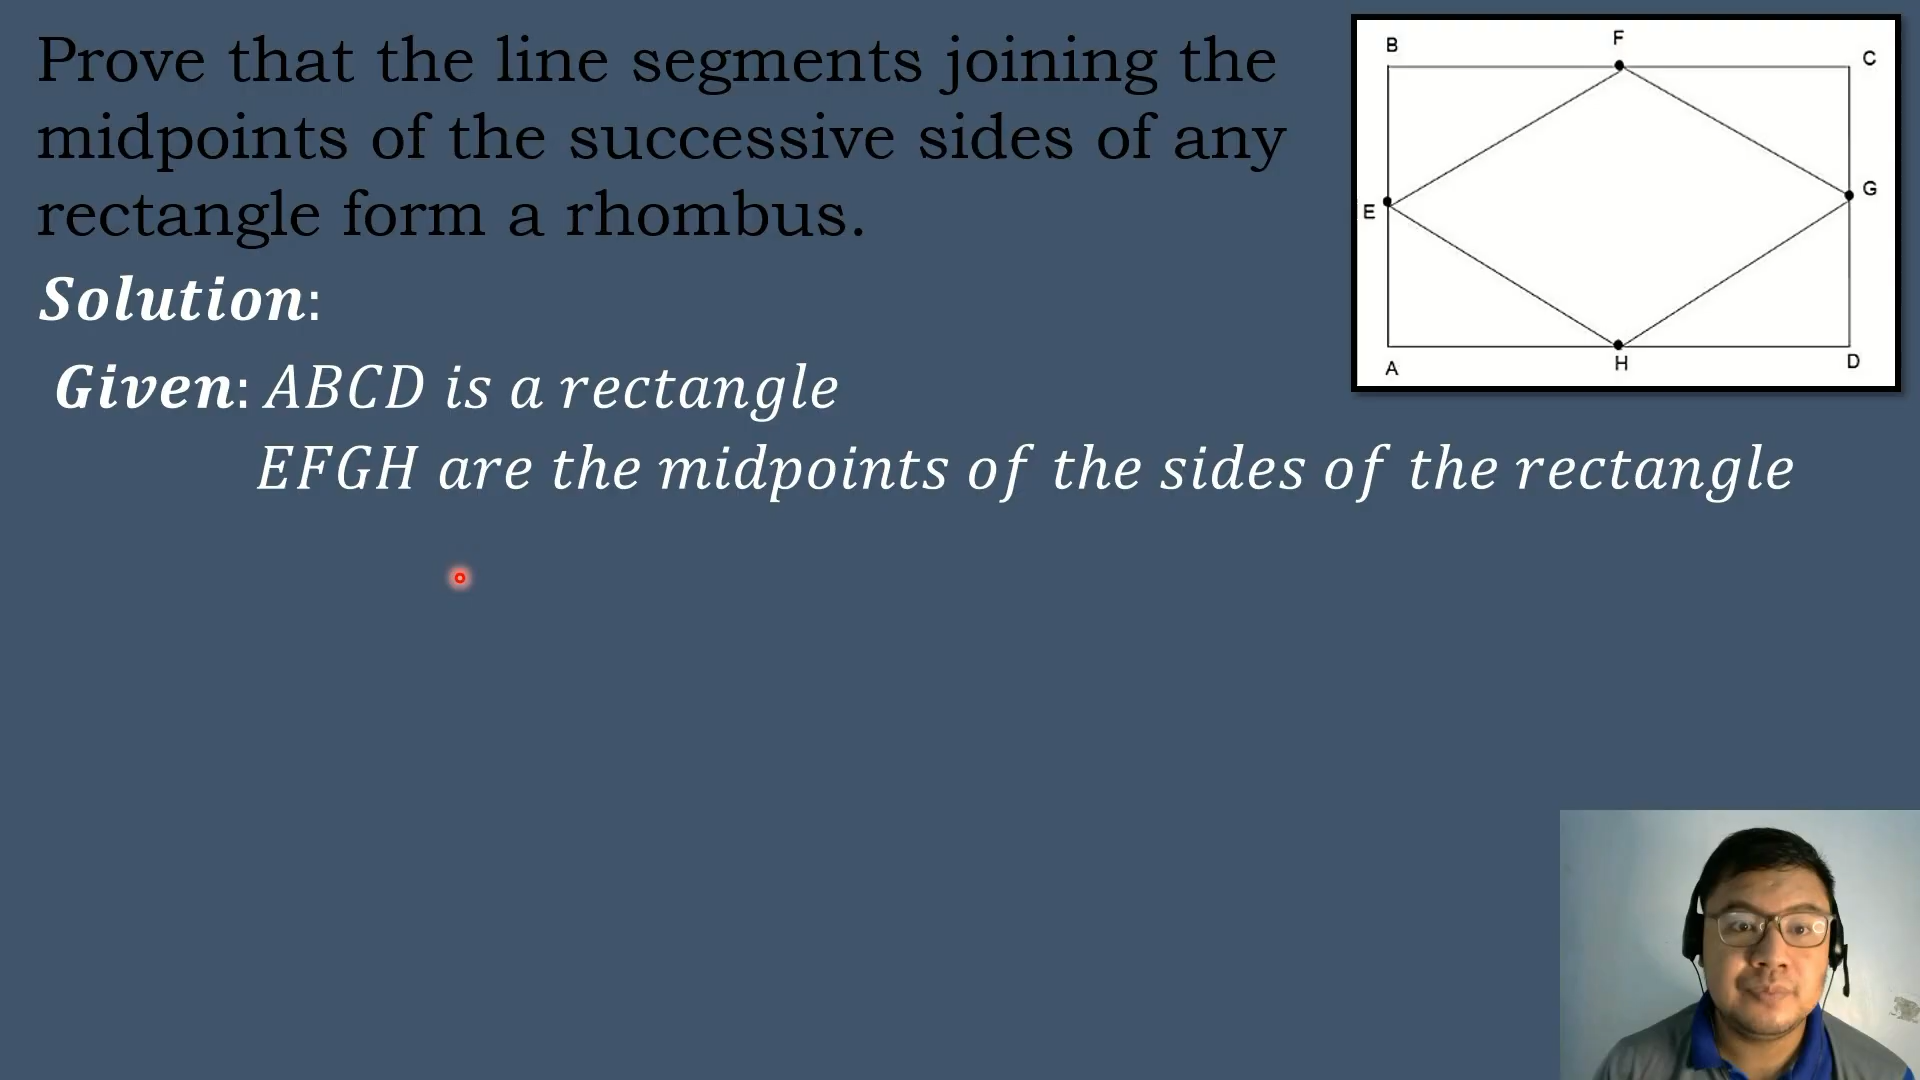 Prove that the line segments joining the
midpoints of the successive sides of any
rectangle form a rhombus.
Solution:
Given: ABCD is a rectangle
EFGH are the midpoints of the sides of the rectangle
B F C
E G
A H D